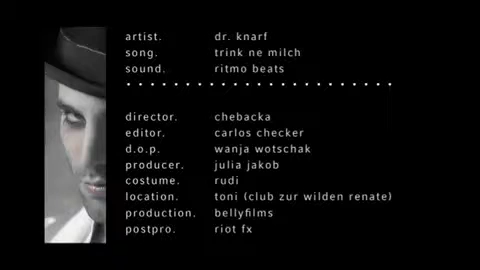 artist. dr. knarf
song. trink ne milch
sound. ritmo beats
director. chebacka
editor. carlos checker
d.o.p. wanja wotschak
producer. julia jakob
costume. rudi
location. toni (club zur wilden renate)
production. bellyfilms
postpro. riot fx